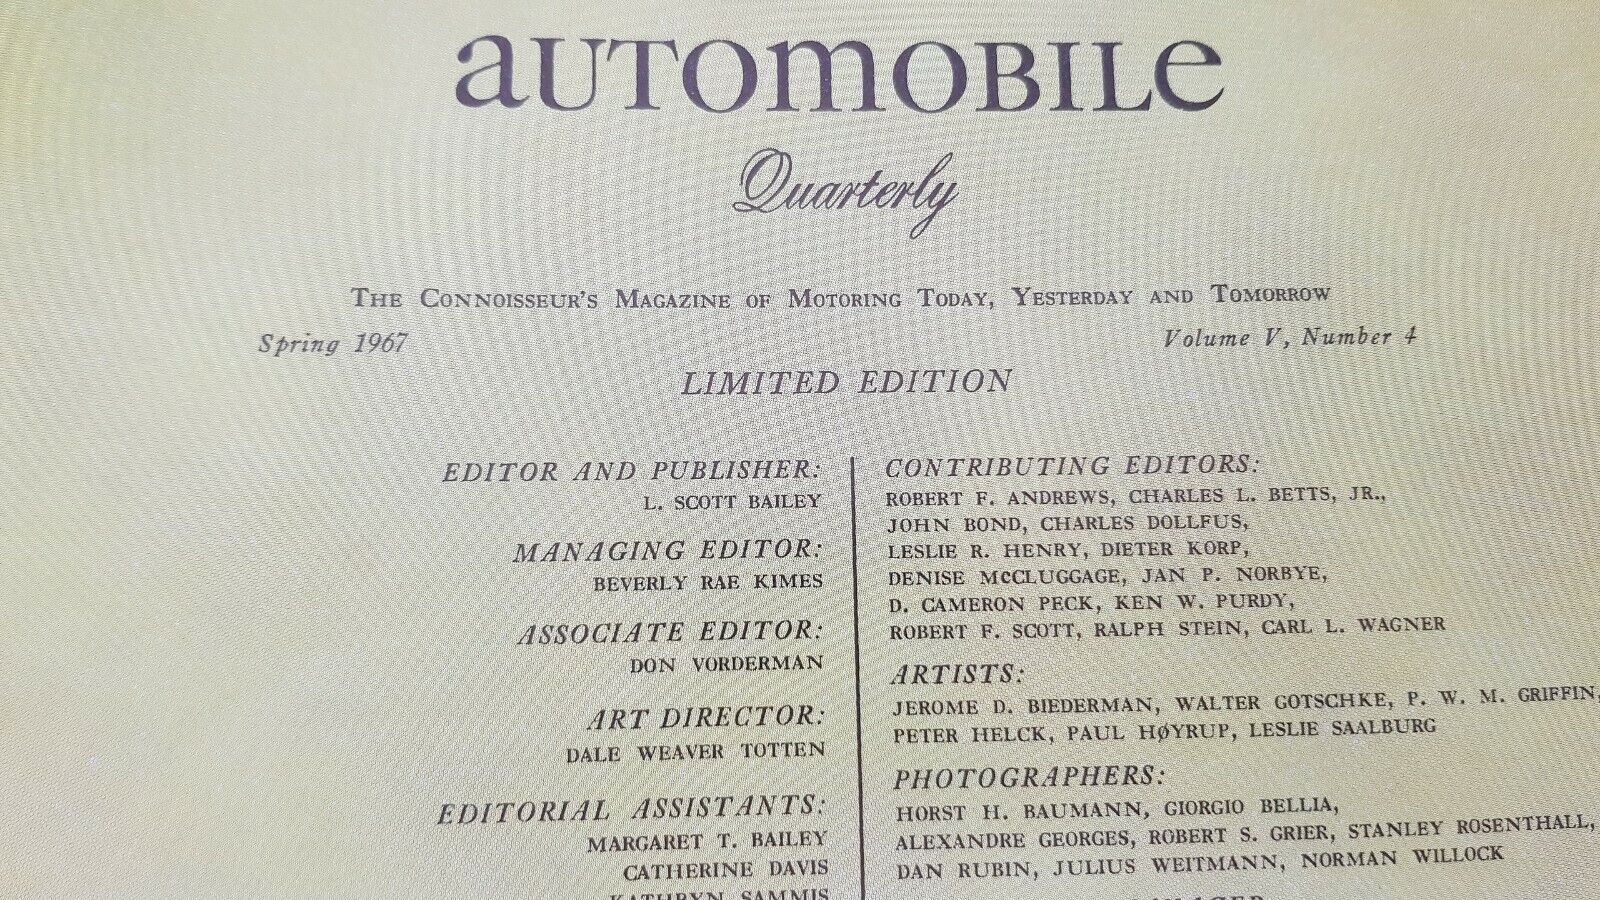 AUTOMOBILE
Quarterly
THE CONNOISSEUR'S MAGAZINE OF MOTORING TODAY, YESTERDAY AND TOMORROW
Spring 1967
Volume V, Number 4
LIMITED EDITION
EDITOR AND PUBLISHER:
L. SCOTT BAILEY
MANAGING EDITOR:
BEVERLY RAE KIMES
ASSOCIATE EDITOR:
DON VORDERMAN
ART DIRECTOR:
DALE WEAVER TOTTEN
EDITORIAL ASSISTANTS:
MARGARET T. BAILEY
CATHERINE DAVIS
KATHRYN SAMMIS
CONTRIBUTING EDITORS:
ROBERT F. ANDREWS, CHARLES L. BETTS, JR.,
JOHN BOND, CHARLES DOLLFUS,
LESLIE R. HENRY, DIETER KORP,
DENISE McCLUGGAGE, JAN P. NORBYE,
D. CAMERON PECK, KEN W. PURDY,
ROBERT F. SCOTT, RALPH STEIN, CARL L. WAGNER
ARTISTS:
JEROME D. BIEDERMAN, WALTER GOTSCHKE, P. W. M. GRIFFIN,
PETER HELCK, PAUL HØYRUP, LESLIE SAALBURG
PHOTOGRAPHERS:
HORST H. BAUMANN, GIORGIO BELLIA,
ALEXANDRE GEORGES, ROBERT S. GRIER, STANLEY ROSENTHALL,
DAN RUBIN, JULIUS WEITMANN, NORMAN WILLOCK